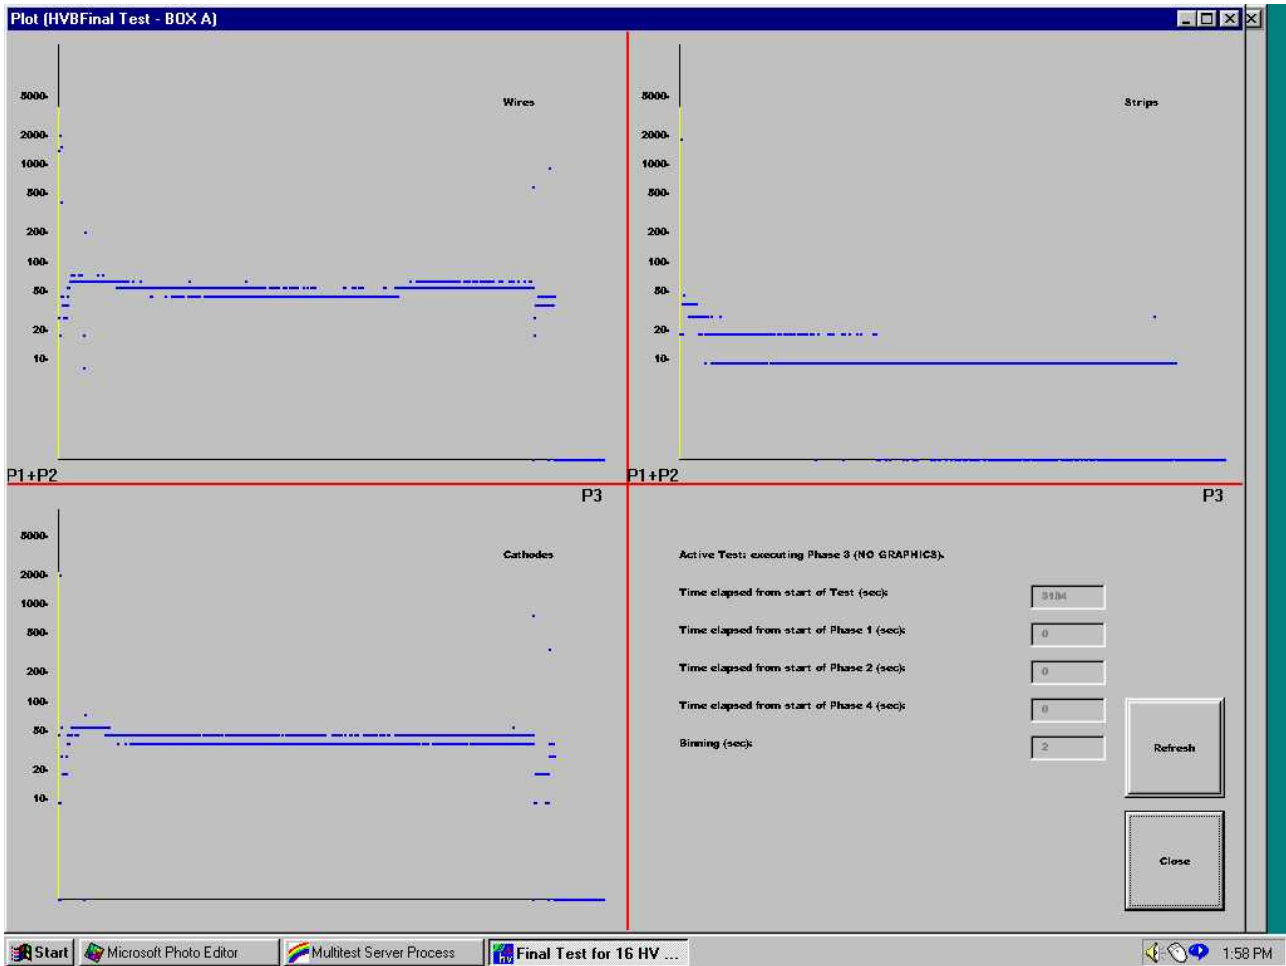 Plot (HVBFinal Test - BOX A)
5000-
2000-
1000-
500-
200-
100-
50-
20-
10-
Wires
P1+P2
P3
5000-
2000-
1000-
500-
200-
100-
50-
20-
10-
Strips
P1+P2
P3
5000-
2000-
1000-
500-
200-
100-
50-
20-
10-
Cathodes
Active Test: executing Phase 3 (NO GRAPHICS).
Time elapsed from start of Test (sec):
Time elapsed from start of Phase 1 (sec):
0
Time elapsed from start of Phase 2 (sec):
0
Time elapsed from start of Phase 4 (sec):
0
Binning (sec):
2
Refresh
Close
Start
Microsoft Photo Editor
Multitest Server Process
Final Test for 16 HV ...
1:58 PM